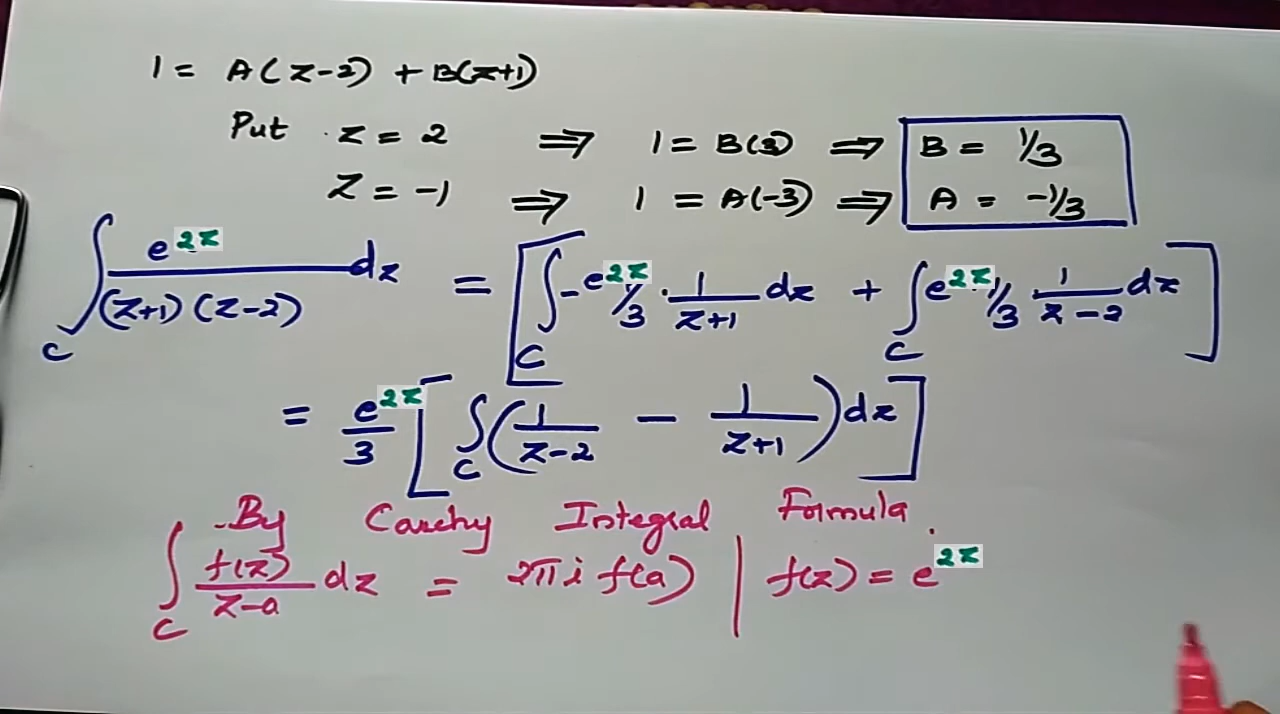 1 = A(z-2) + B(z+1)
Put z = 2 ⇒ 1 = B(3) ⇒ B = 1/3
z = -1 ⇒ 1 = A(-3) ⇒ A = -1/3
∫_C e^{2z}/((z+1)(z-2)) dz = [∫_C -e^{2z} 1/3 · 1/(z+1) dz + ∫_C e^{2z} · 1/3 1/(z-2) dz]
= e^{2z}/3 [∫_C (1/(z-2) - 1/(z+1)) dz]
By Cauchy Integral Formula.
∫_C f(z)/(z-a) dz = 2πi f(a) | f(z) = e^{2z}